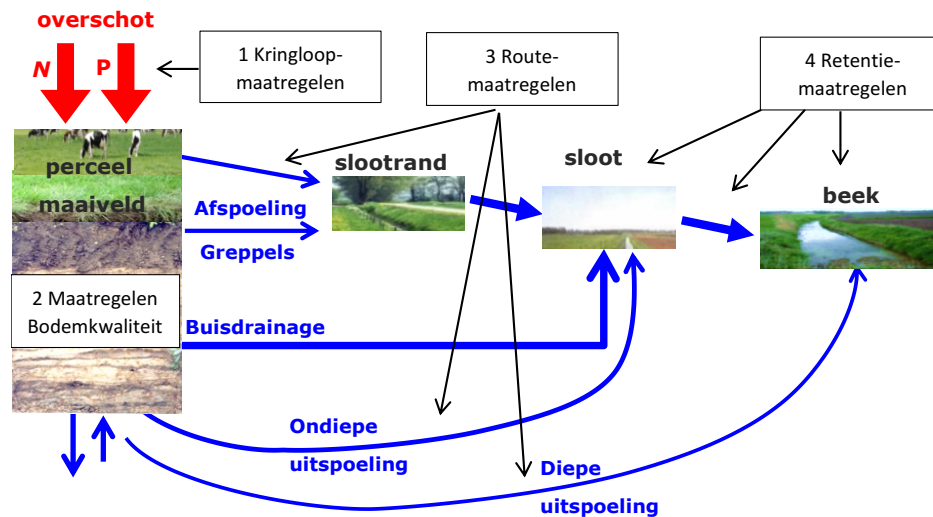 overschot
N P
1 Kringloop-
maatregelen
3 Route-
maatregelen
4 Retentie-
maatregelen
perceel
maaiveld
slootrand
sloot
beek
Afspoeling
Greppels
2 Maatregelen
Bodemkwaliteit
Buisdrainage
Ondiepe
uitspoeling
Diepe
uitspoeling